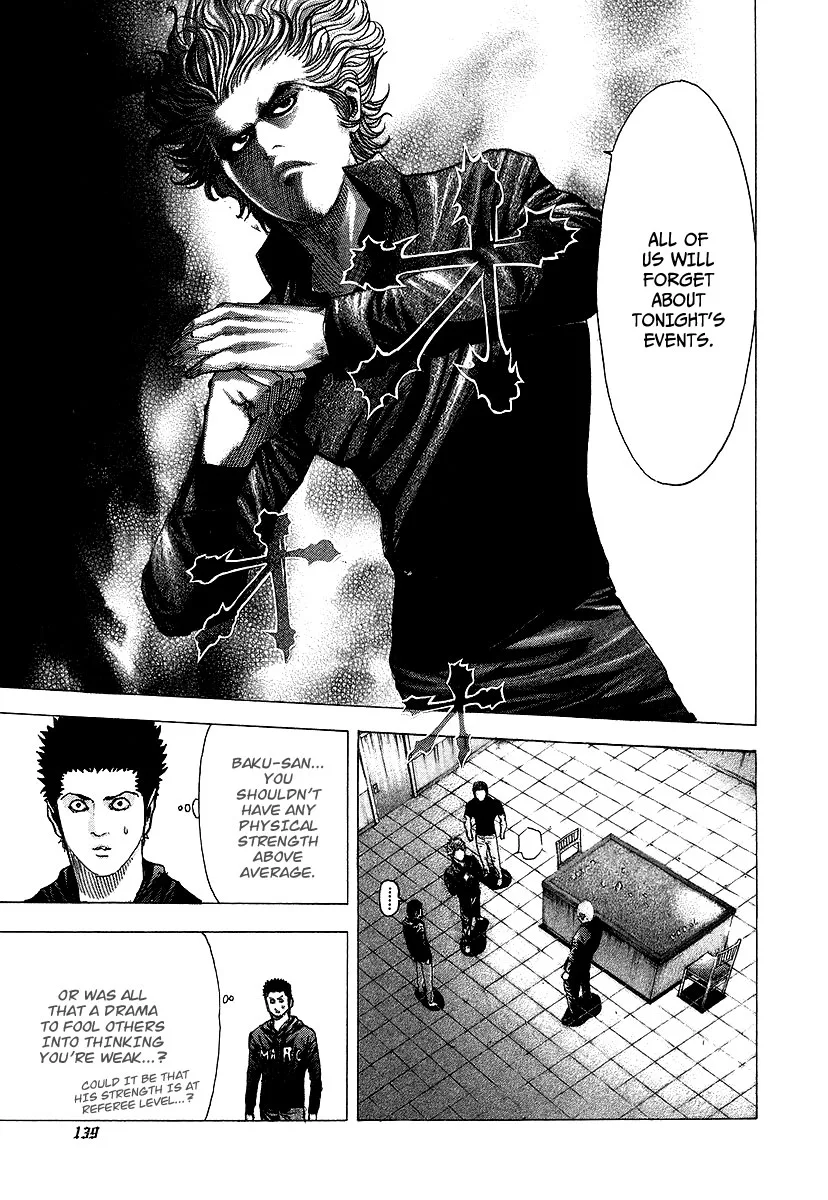 ALL OF
US WILL
FORGET
ABOUT
TONIGHT'S
EVENTS.
BAKU-SAN...
YOU
SHOULDN'T
HAVE ANY
PHYSICAL
STRENGTH
ABOVE
AVERAGE.
OR WAS ALL
THAT A DRAMA
TO FOOL OTHERS
INTO THINKING
YOU'RE WEAK...?
COULD IT BE THAT
HIS STRENGTH IS AT
REFEREE LEVEL...?
139